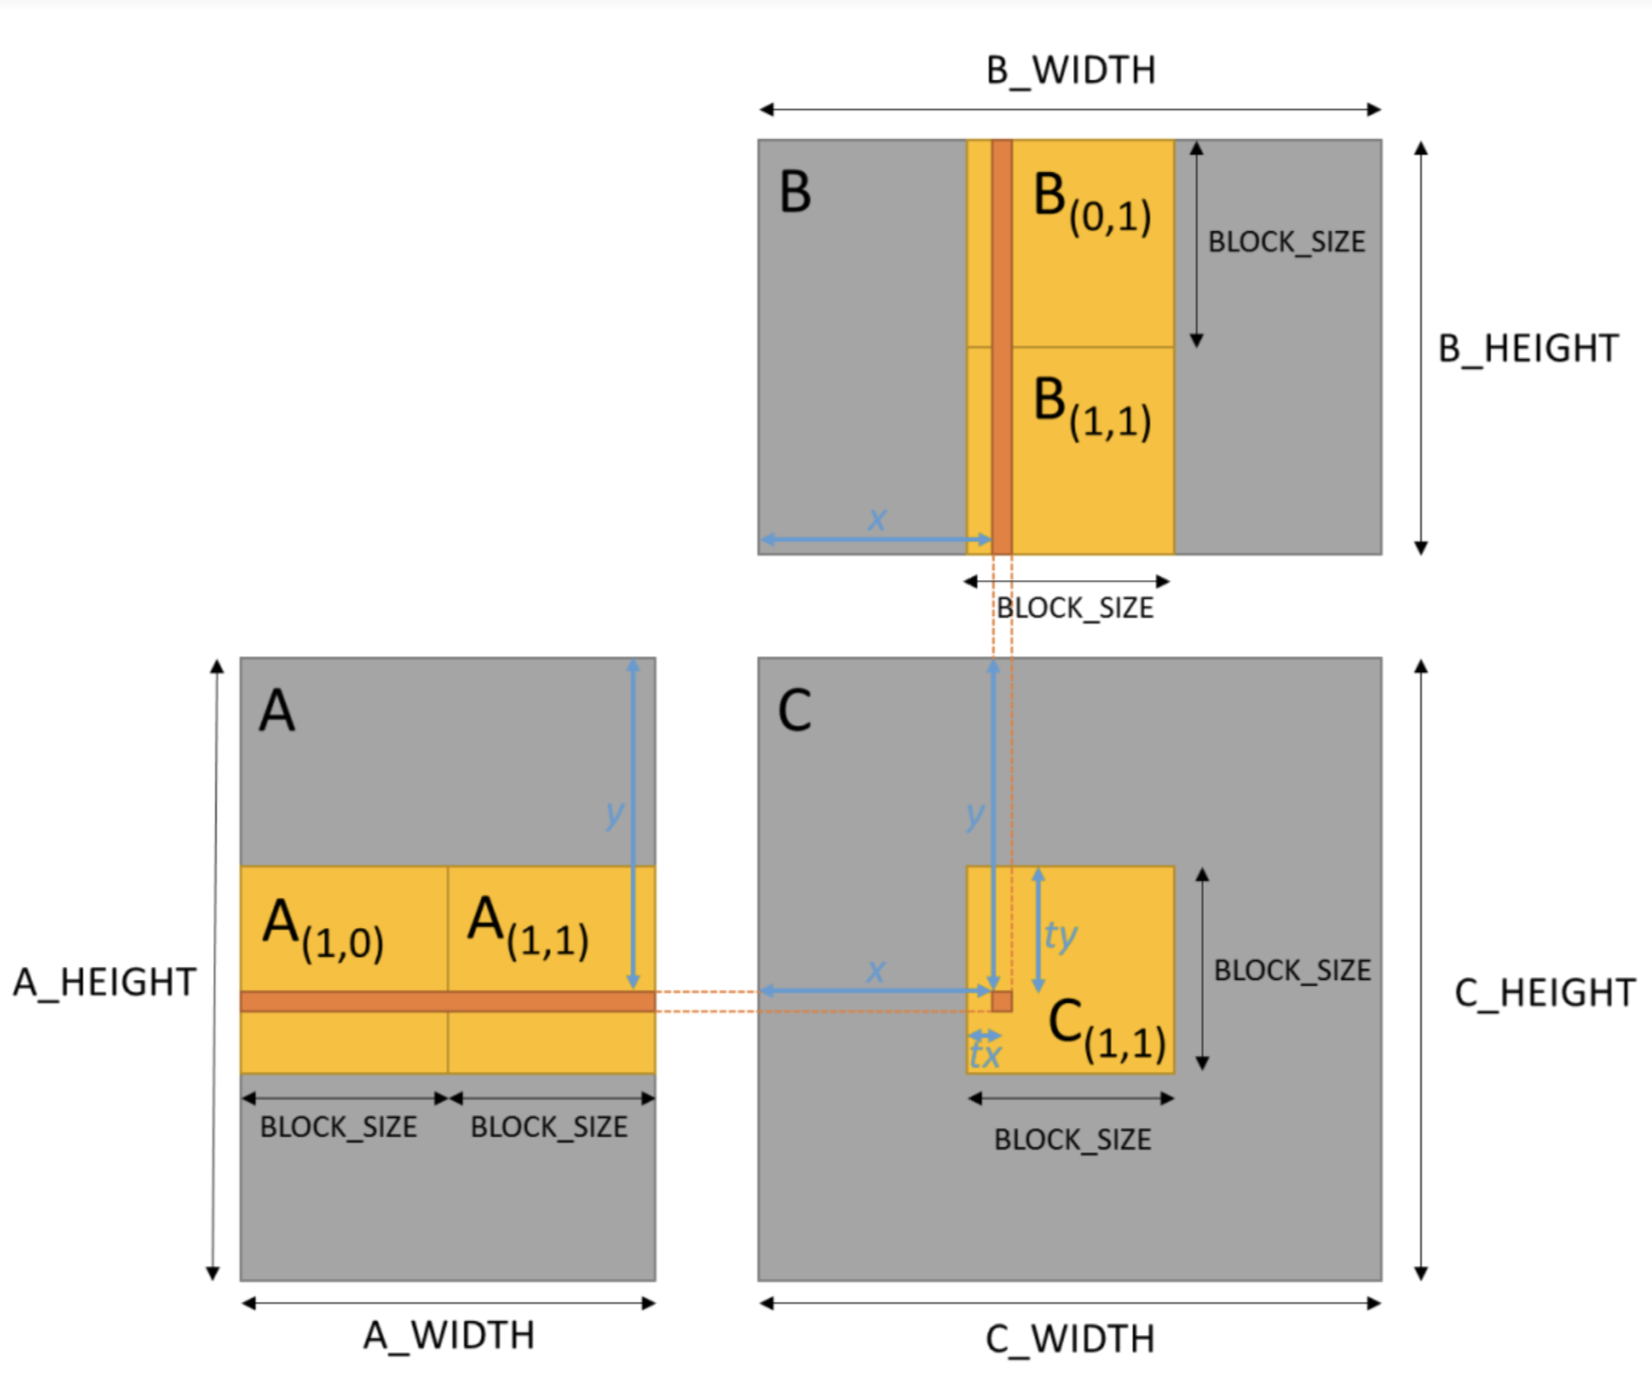 B_WIDTH
B
B(0,1)
BLOCK_SIZE
B_HEIGHT
B(1,1)
x
BLOCK_SIZE
A
y
A(1,0)
A(1,1)
A_HEIGHT
BLOCK_SIZE
BLOCK_SIZE
A_WIDTH
C
y
ty
x
BLOCK_SIZE
C_HEIGHT
C(1,1)
tx
BLOCK_SIZE
C_WIDTH